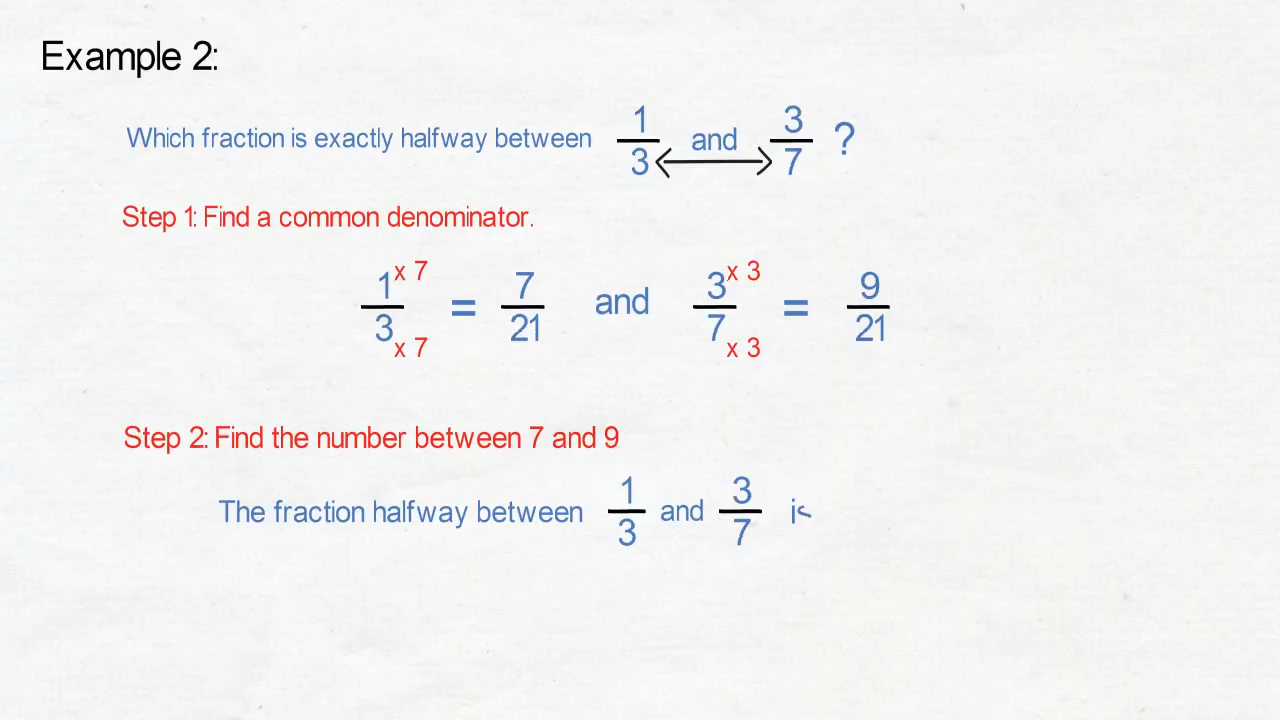 Example 2:
Which fraction is exactly halfway between 1/3 and 3/7 ?
Step 1: Find a common denominator.
1 x 7 / 3 x 7 = 7/21 and 3 x 3 / 7 x 3 = 9/21
Step 2: Find the number between 7 and 9
The fraction halfway between 1/3 and 3/7 is